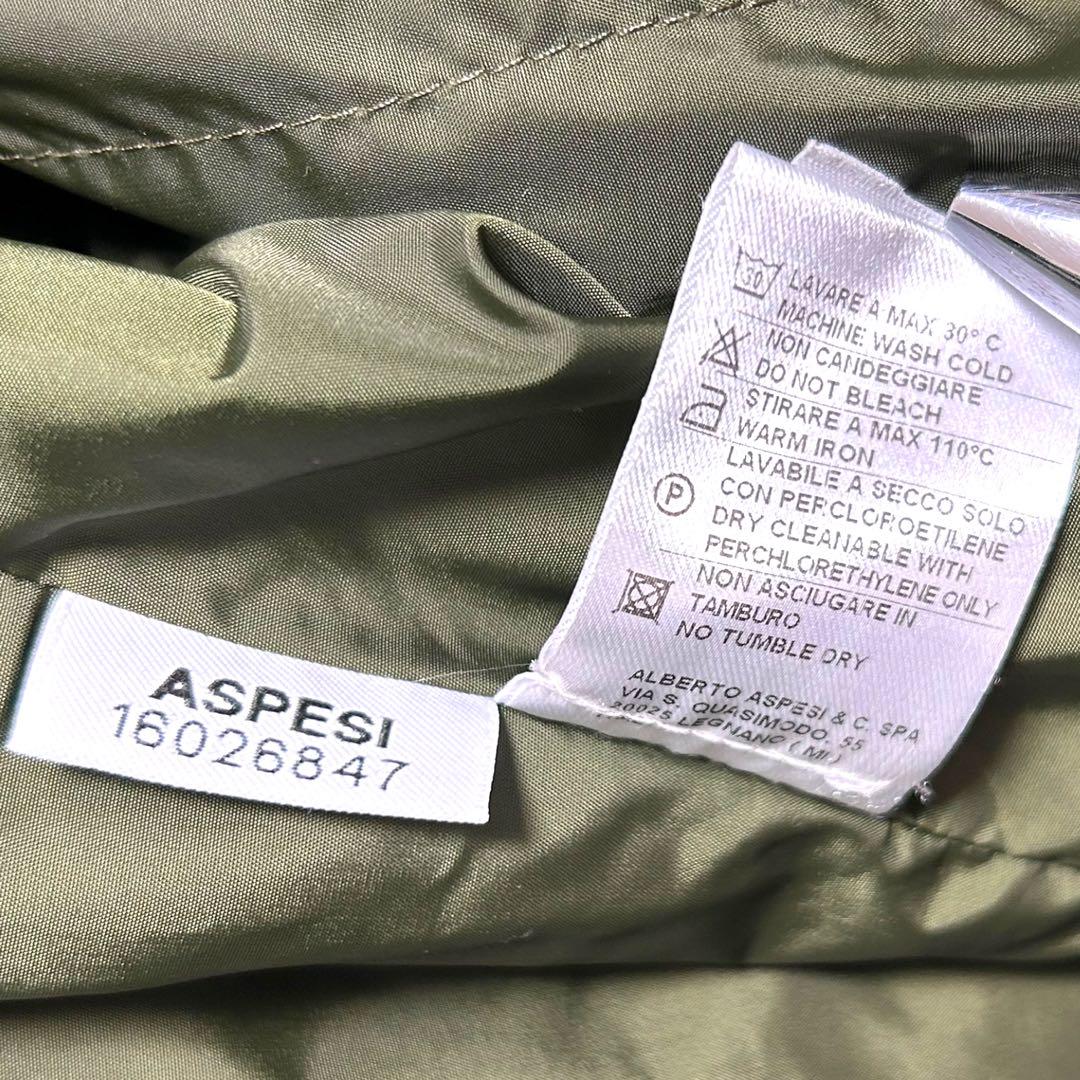 30
LAVARE A MAX 30° C
MACHINE WASH COLD
NON CANDEGGIARE
DO NOT BLEACH
STIRARE A MAX 110°C
WARM IRON
LAVABILE A SECCO SOLO
CON PERCLOROETILENE
DRY CLEANABLE WITH
PERCHLORETHYLENE ONLY
P
NON ASCIUGARE IN
TAMBURO
NO TUMBLE DRY
ALBERTO ASPESI & C. SPA
VIA S. QUASIMODO, 55
20025 LEGNANO (MI)
ASPESI
16026847